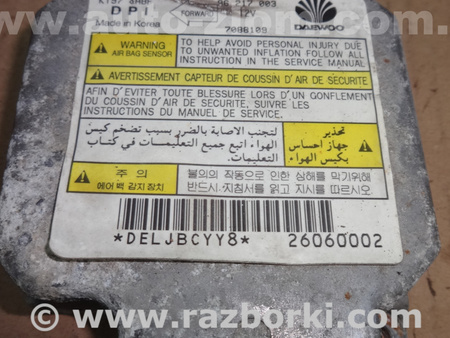 DPI
FORWARD
12V
Made in Korea
7088109
DAEWOO
WARNING
AIR BAG SENSOR
TO HELP AVOID PERSONAL INJURY DUE
TO UNWANTED INFLATION FOLLOW ALL
INSTRUCTION IN THE SERVICE MANUAL
AVERTISSEMENT CAPTEUR DE COUSSIN D'AIR DE SECURITE
AFIN D'EVITER TOUTE BLESSURE LORS D'UN GONFLEMENT
DU COUSSIN D'AIR DE SECURITE, SUIVRE LES
INSTRUCTIONS DU MANUEL DE SERVICE.
لتجنب الاصابة بالضرر بسبب تضخم كيس
الهواء اتبع جميع التعليمات في كتاب
التعليمات.
تحذير
جهاز احساس
بكيس الهواء
주 의
에어 백 감지 장치
불의의 작동으로 인한 상해를 막기위해
반드시 지침서를 읽고 지시를 따르십시오
*DELJBCYY8*
26060002
© www.razborki.com/